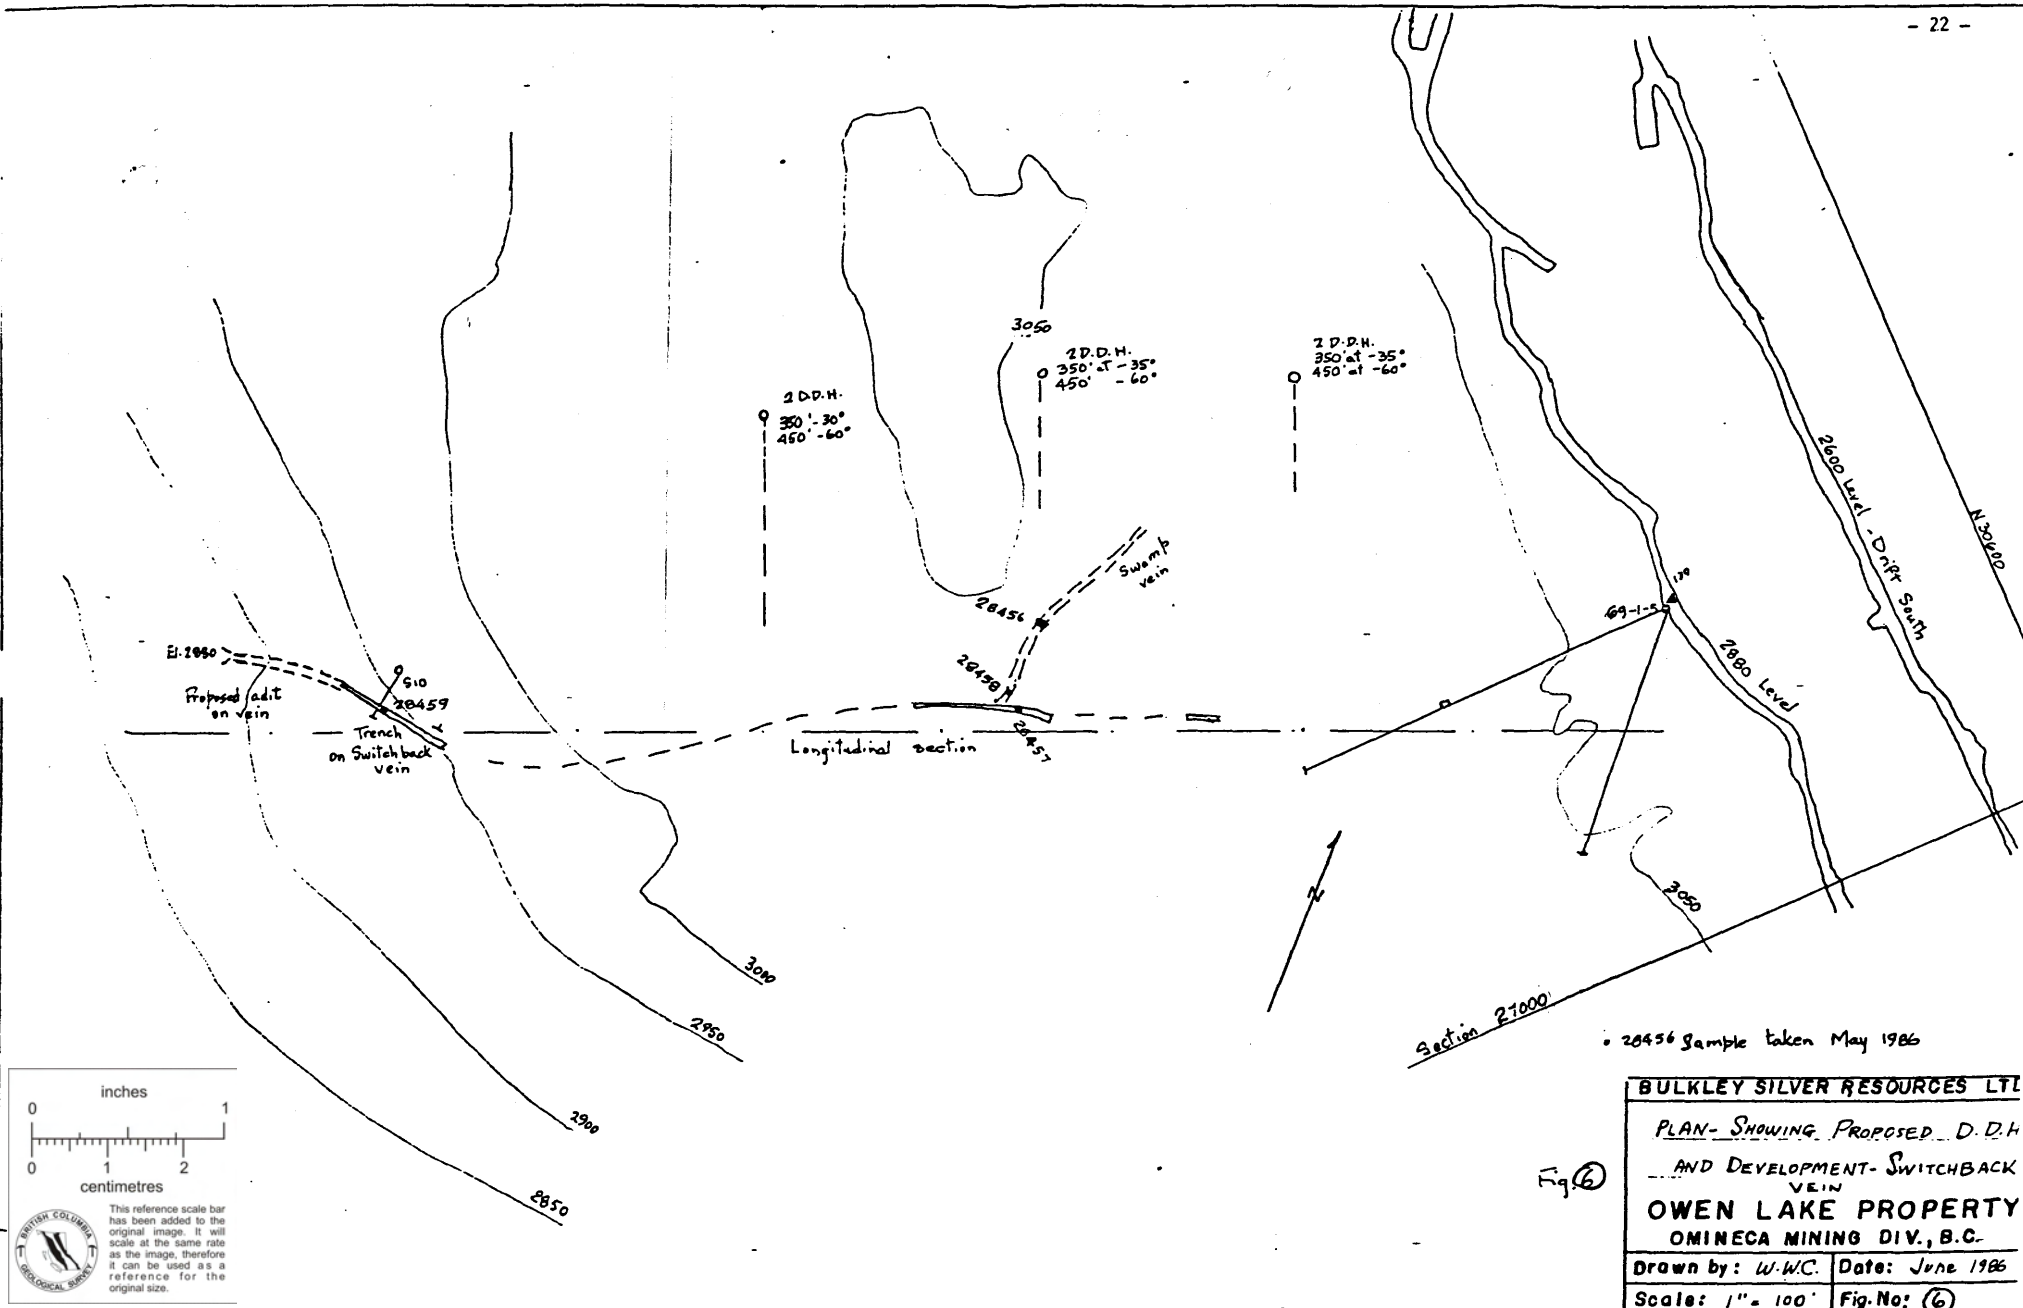 - 22 -
3050
2 D.D.H.
350' at -35°
450' -60°
2 D.D.H.
350' at -35°
450' at -60°
2 D.D.H.
350' -30°
450' -60°
2600 Level - Drift South
N 30600
Swamp
vein
28456
69-1-5
2880 Level
El. 2880
Proposed adit
on vein
S10
28459
28458
Trench
on Switchback
vein
Longitudinal section
28457
N
3050
3000
2950
2900
2850
Section 27000'
• 28456 Sample taken May 1986
inches
0 1
0 1 2
centimetres
This reference scale bar
has been added to the
original image. It will
scale at the same rate
as the image, therefore
it can be used as a
reference for the
original size.
BRITISH COLUMBIA
GEOLOGICAL SURVEY
Fig. 6
BULKLEY SILVER RESOURCES LTD
PLAN- SHOWING PROPOSED D.D.H
AND DEVELOPMENT- SWITCHBACK
VEIN
OWEN LAKE PROPERTY
OMINECA MINING DIV., B.C.
Drawn by: W.W.C. Date: June 1986
Scale: 1" = 100' Fig. No: 6